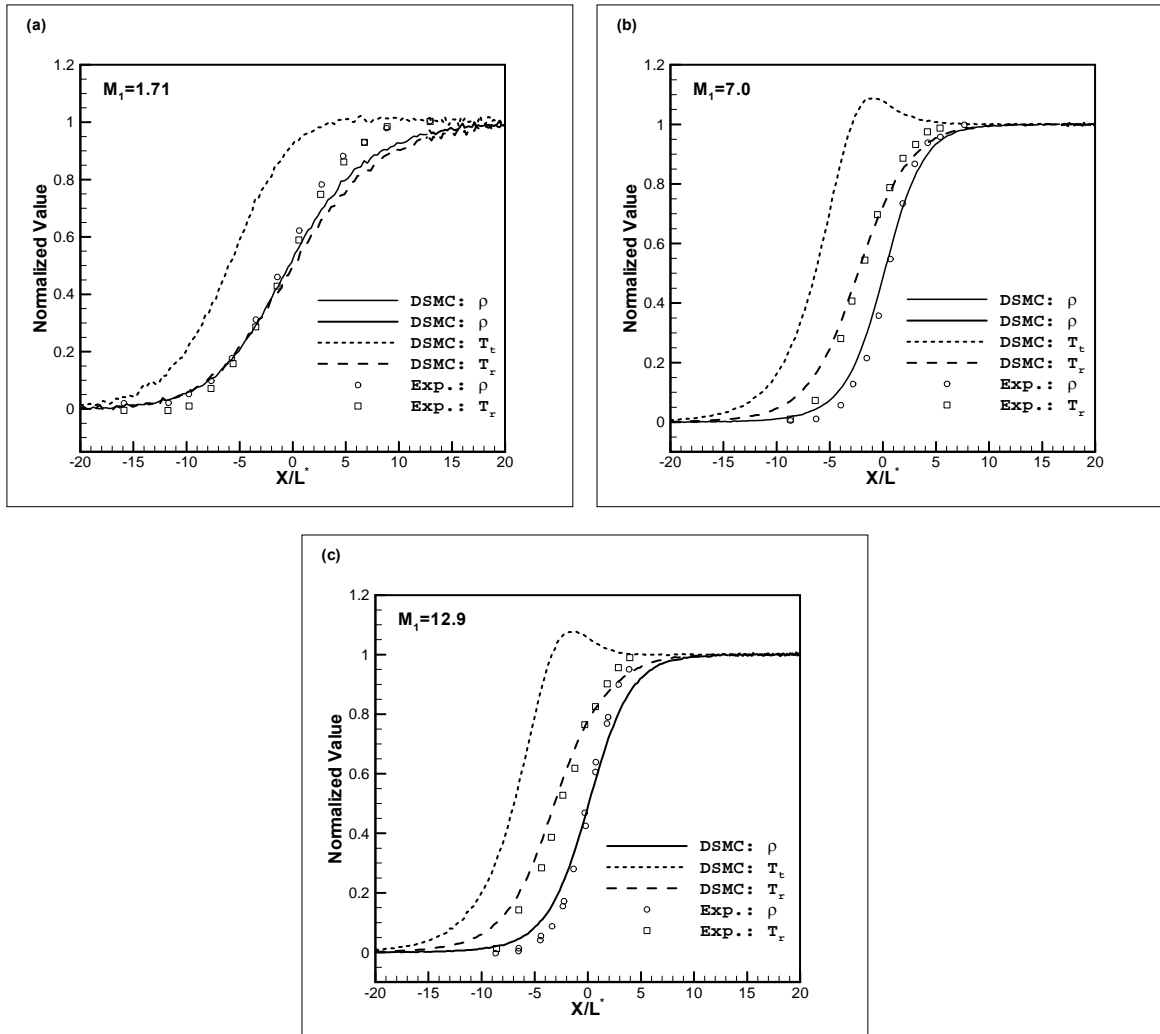 (a)
M₁=1.71
Normalized Value
1.2
1
0.8
0.6
0.4
0.2
0
DSMC: ρ
DSMC: ρ
DSMC: Tₜ
DSMC: Tᵣ
Exp.: ρ
Exp.: Tᵣ
-20 -15 -10 -5 0 5 10 15 20
X/L*
(b)
M₁=7.0
Normalized Value
1.2
1
0.8
0.6
0.4
0.2
0
DSMC: ρ
DSMC: ρ
DSMC: Tₜ
DSMC: Tᵣ
Exp.: ρ
Exp.: Tᵣ
-20 -15 -10 -5 0 5 10 15 20
X/L*
(c)
M₁=12.9
Normalized Value
1.2
1
0.8
0.6
0.4
0.2
0
DSMC: ρ
DSMC: Tₜ
DSMC: Tᵣ
Exp.: ρ
Exp.: Tᵣ
-20 -15 -10 -5 0 5 10 15 20
X/L*